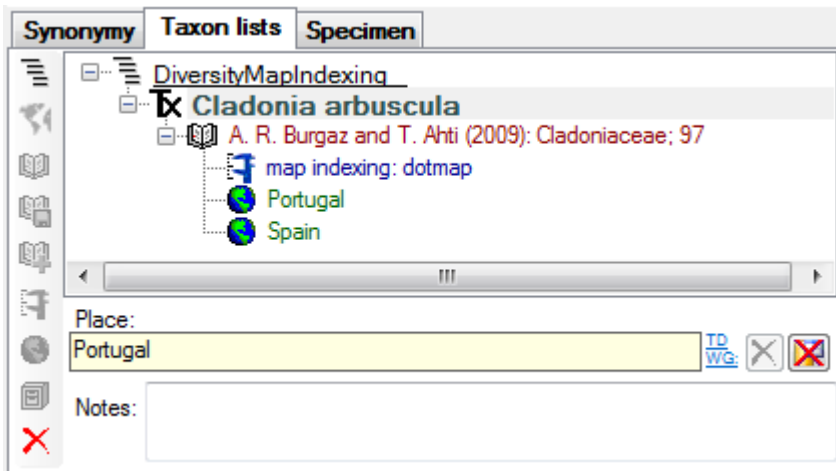 Synonymy Taxon lists Specimen
DiversityMapIndexing
Tx Cladonia arbuscula
A. R. Burgaz and T. Ahti (2009): Cladoniaceae; 97
map indexing: dotmap
Portugal
Spain
Place:
Portugal TD
WG:
Notes: